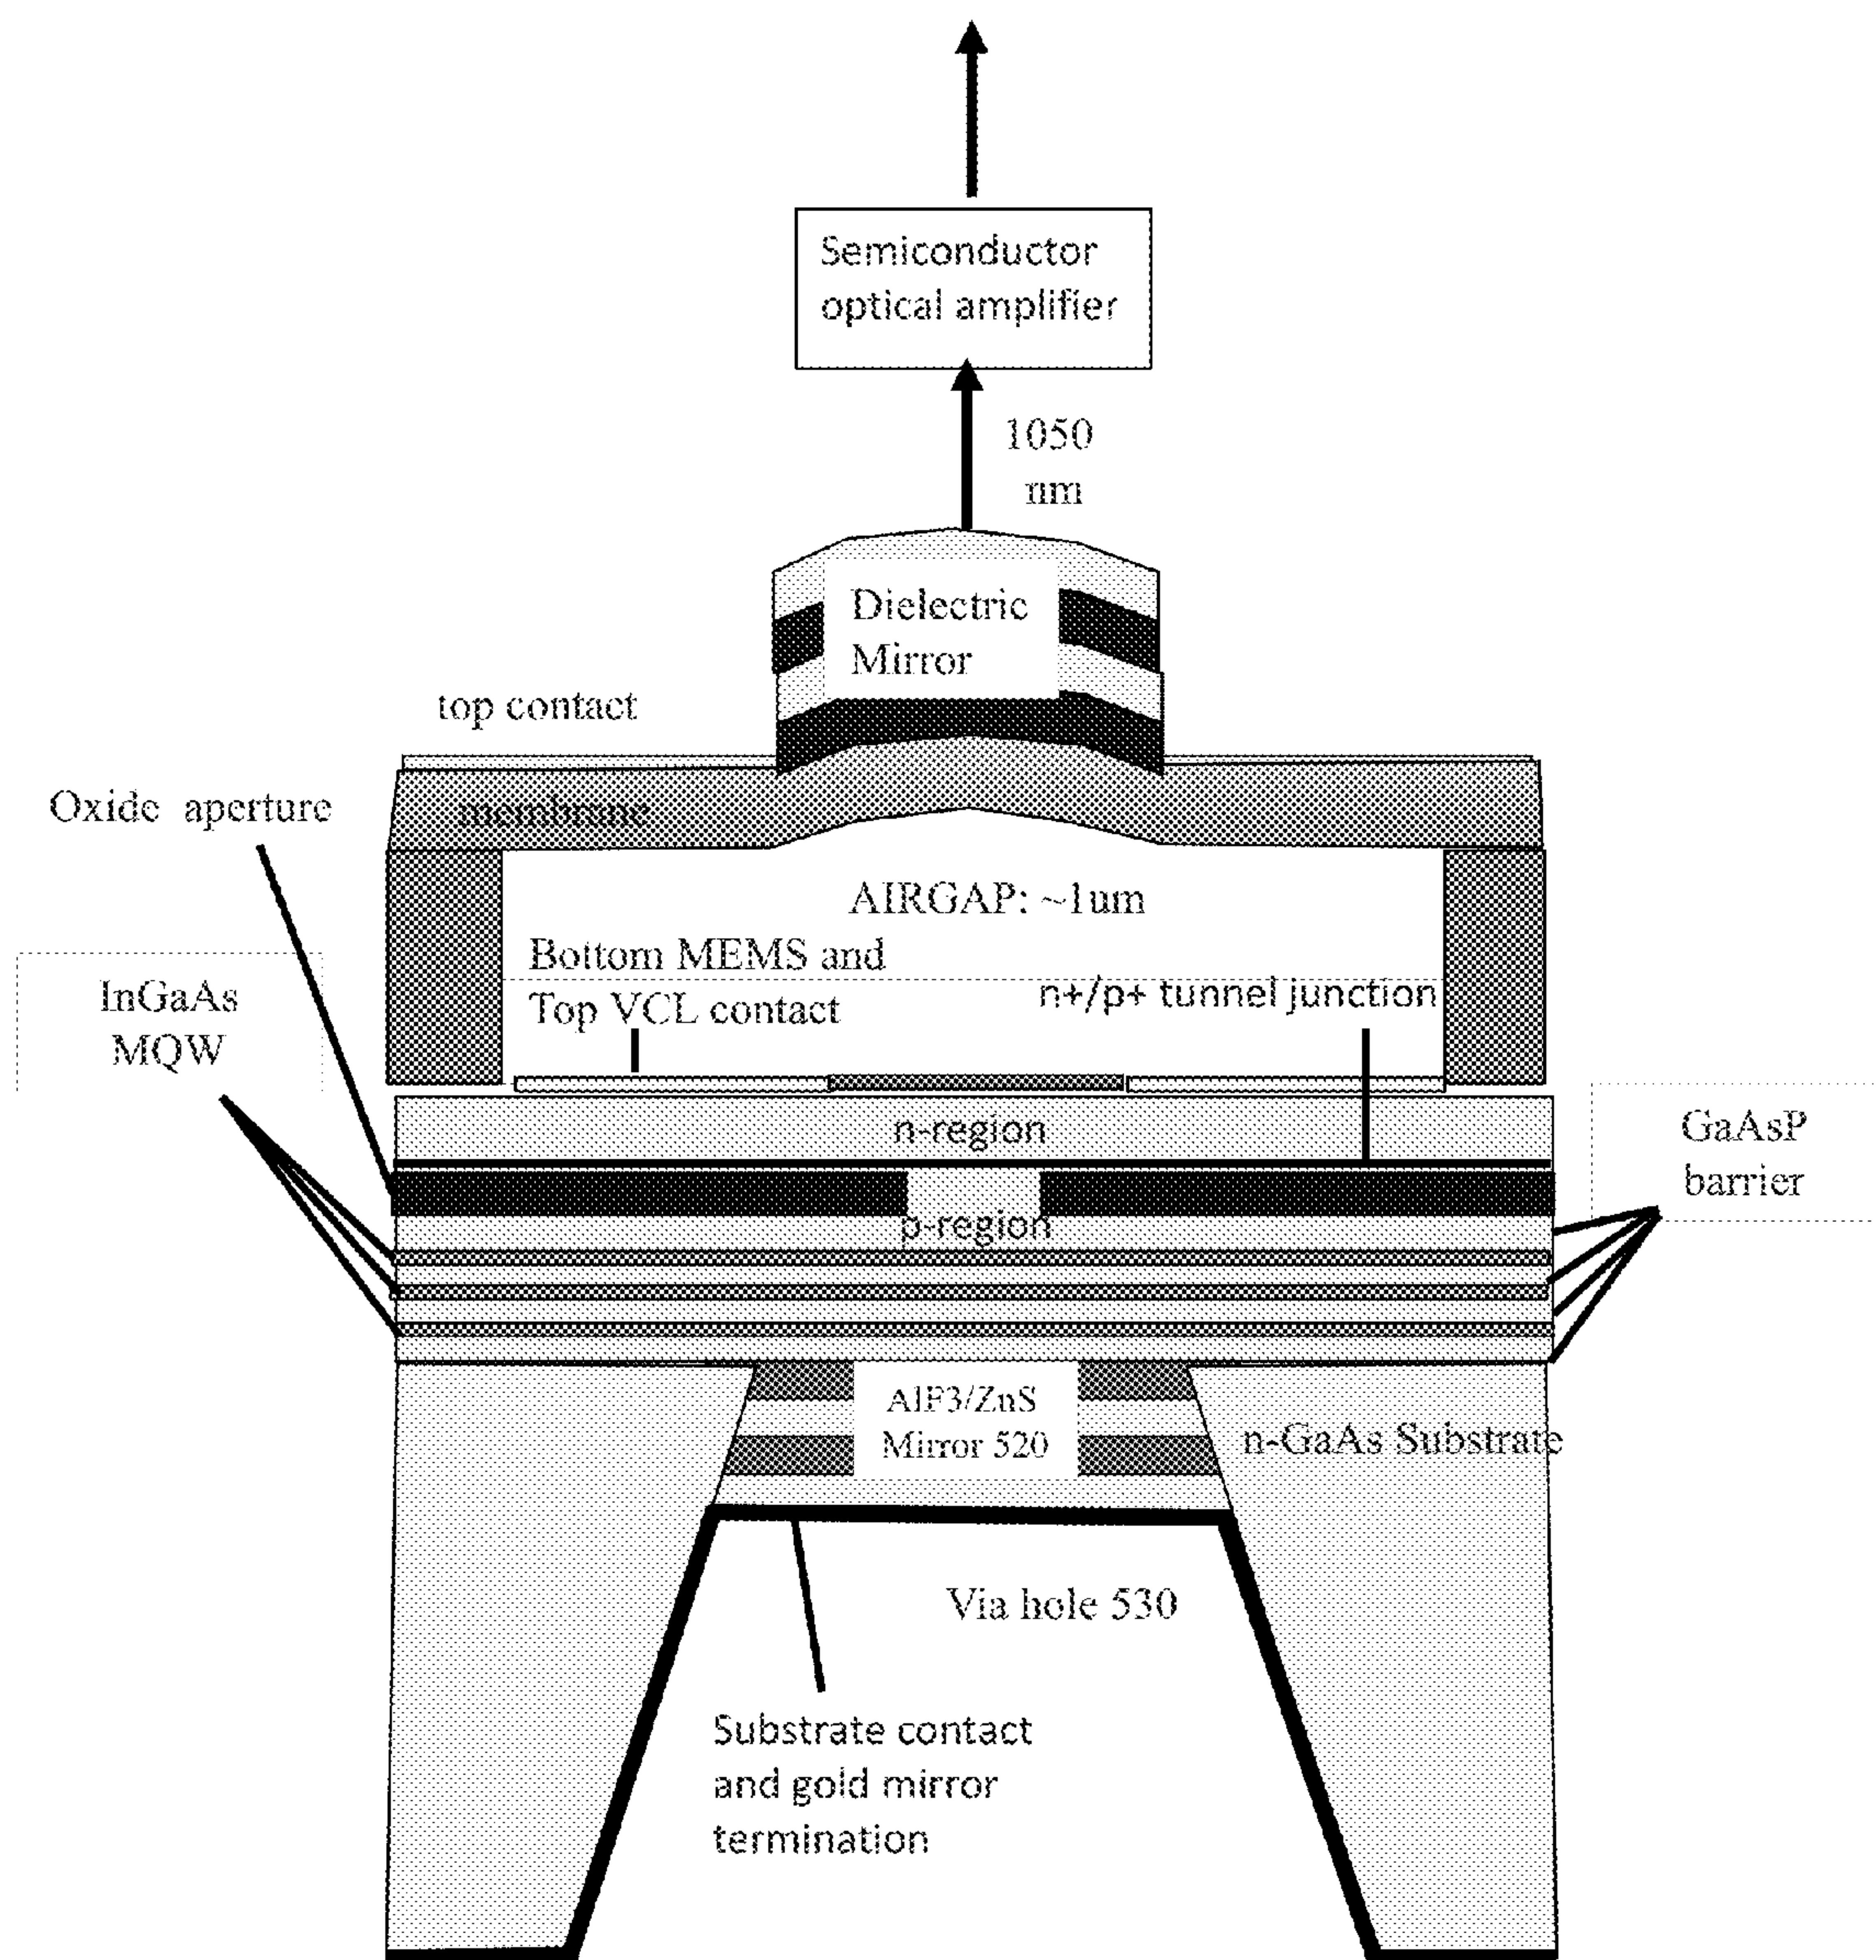 Semiconductor
optical amplifier
1050
nm
Dielectric
Mirror
top contact
membrane
Oxide aperture
AIRGAP: ~1um
Bottom MEMS and
Top VCL contact
n+/p+ tunnel junction
InGaAs
MQW
n-region
GaAsP
barrier
p-region
AlF3/ZnS
Mirror 520
n-GaAs Substrate
Via hole 530
Substrate contact
and gold mirror
termination